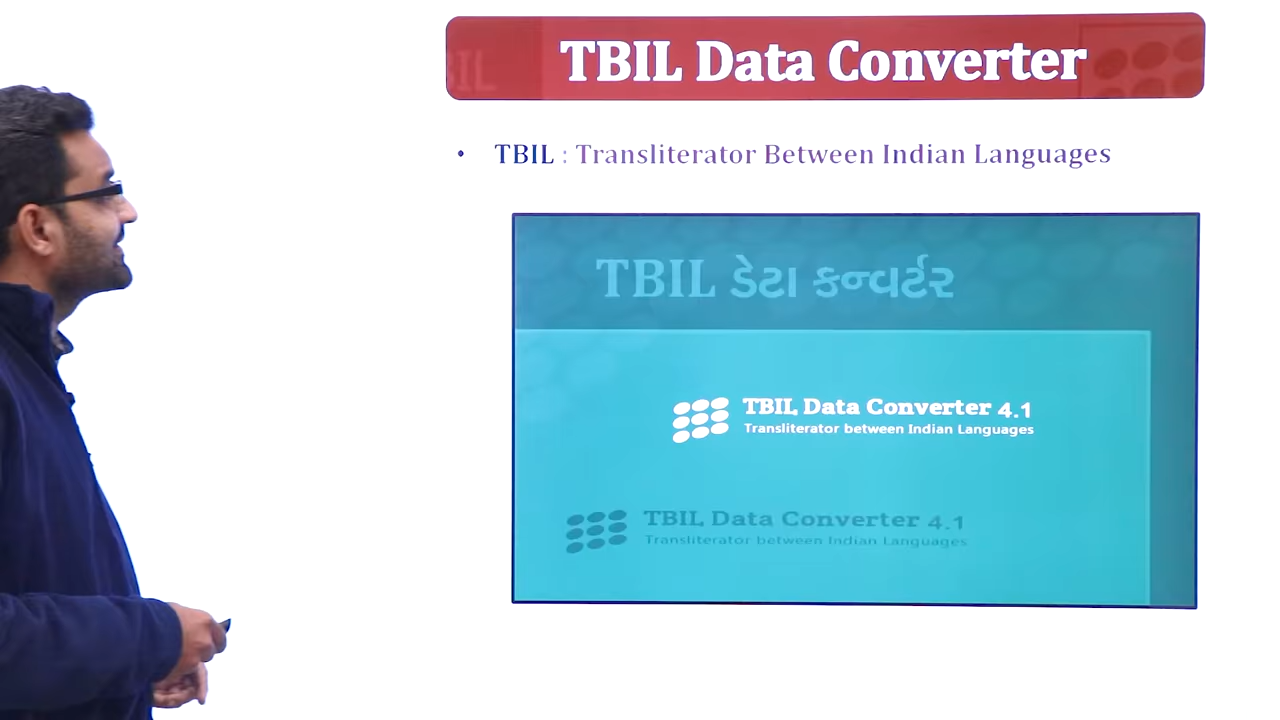 TBIL Data Converter
• TBIL : Transliterator Between Indian Languages
TBIL ડેટા કન્વર્ટર
TBIL Data Converter 4.1
Transliterator between Indian Languages
TBIL Data Converter 4.1
Transliterator between Indian Languages